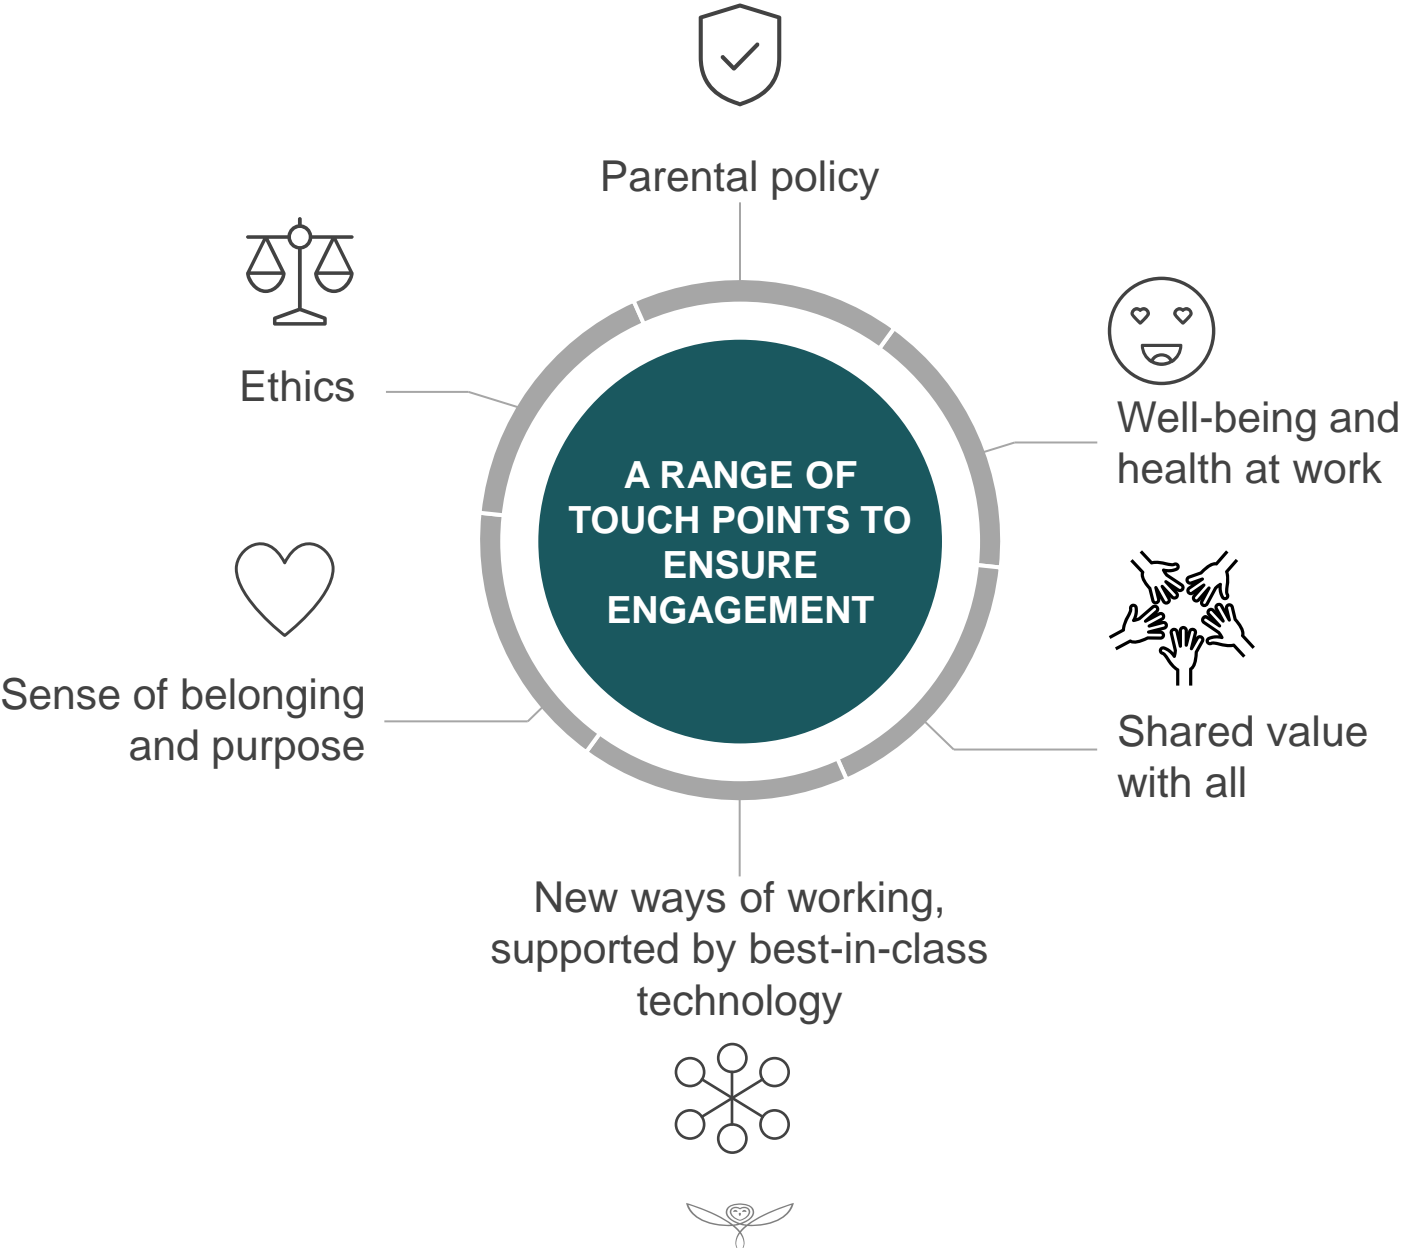 Parental policy
Ethics
Well-being and
health at work
A RANGE OF
TOUCH POINTS TO
ENSURE
ENGAGEMENT
Sense of belonging
and purpose
Shared value
with all
New ways of working,
supported by best-in-class
technology